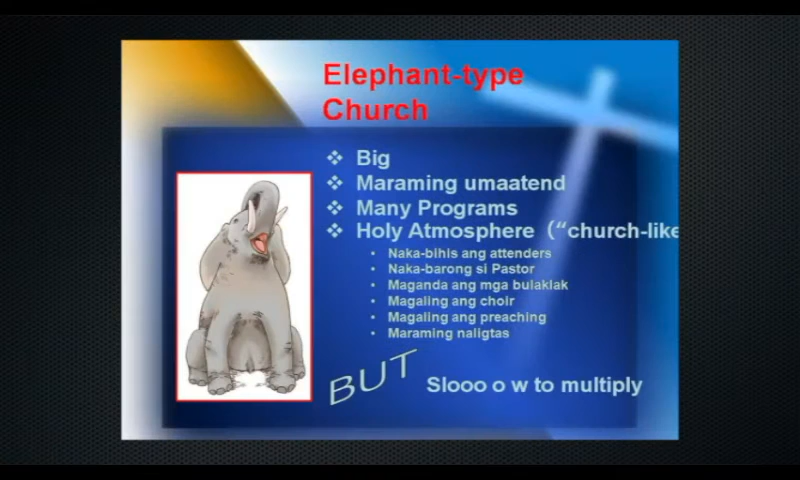 Elephant-type
Church
❖ Big
❖ Maraming umaatend
❖ Many Programs
❖ Holy Atmosphere (“church-like
• Naka-bihis ang attenders
• Naka-barong si Pastor
• Maganda ang mga bulaklak
• Magaling ang choir
• Magaling ang preaching
• Maraming naligtas
BUT
Slooo o w to multiply